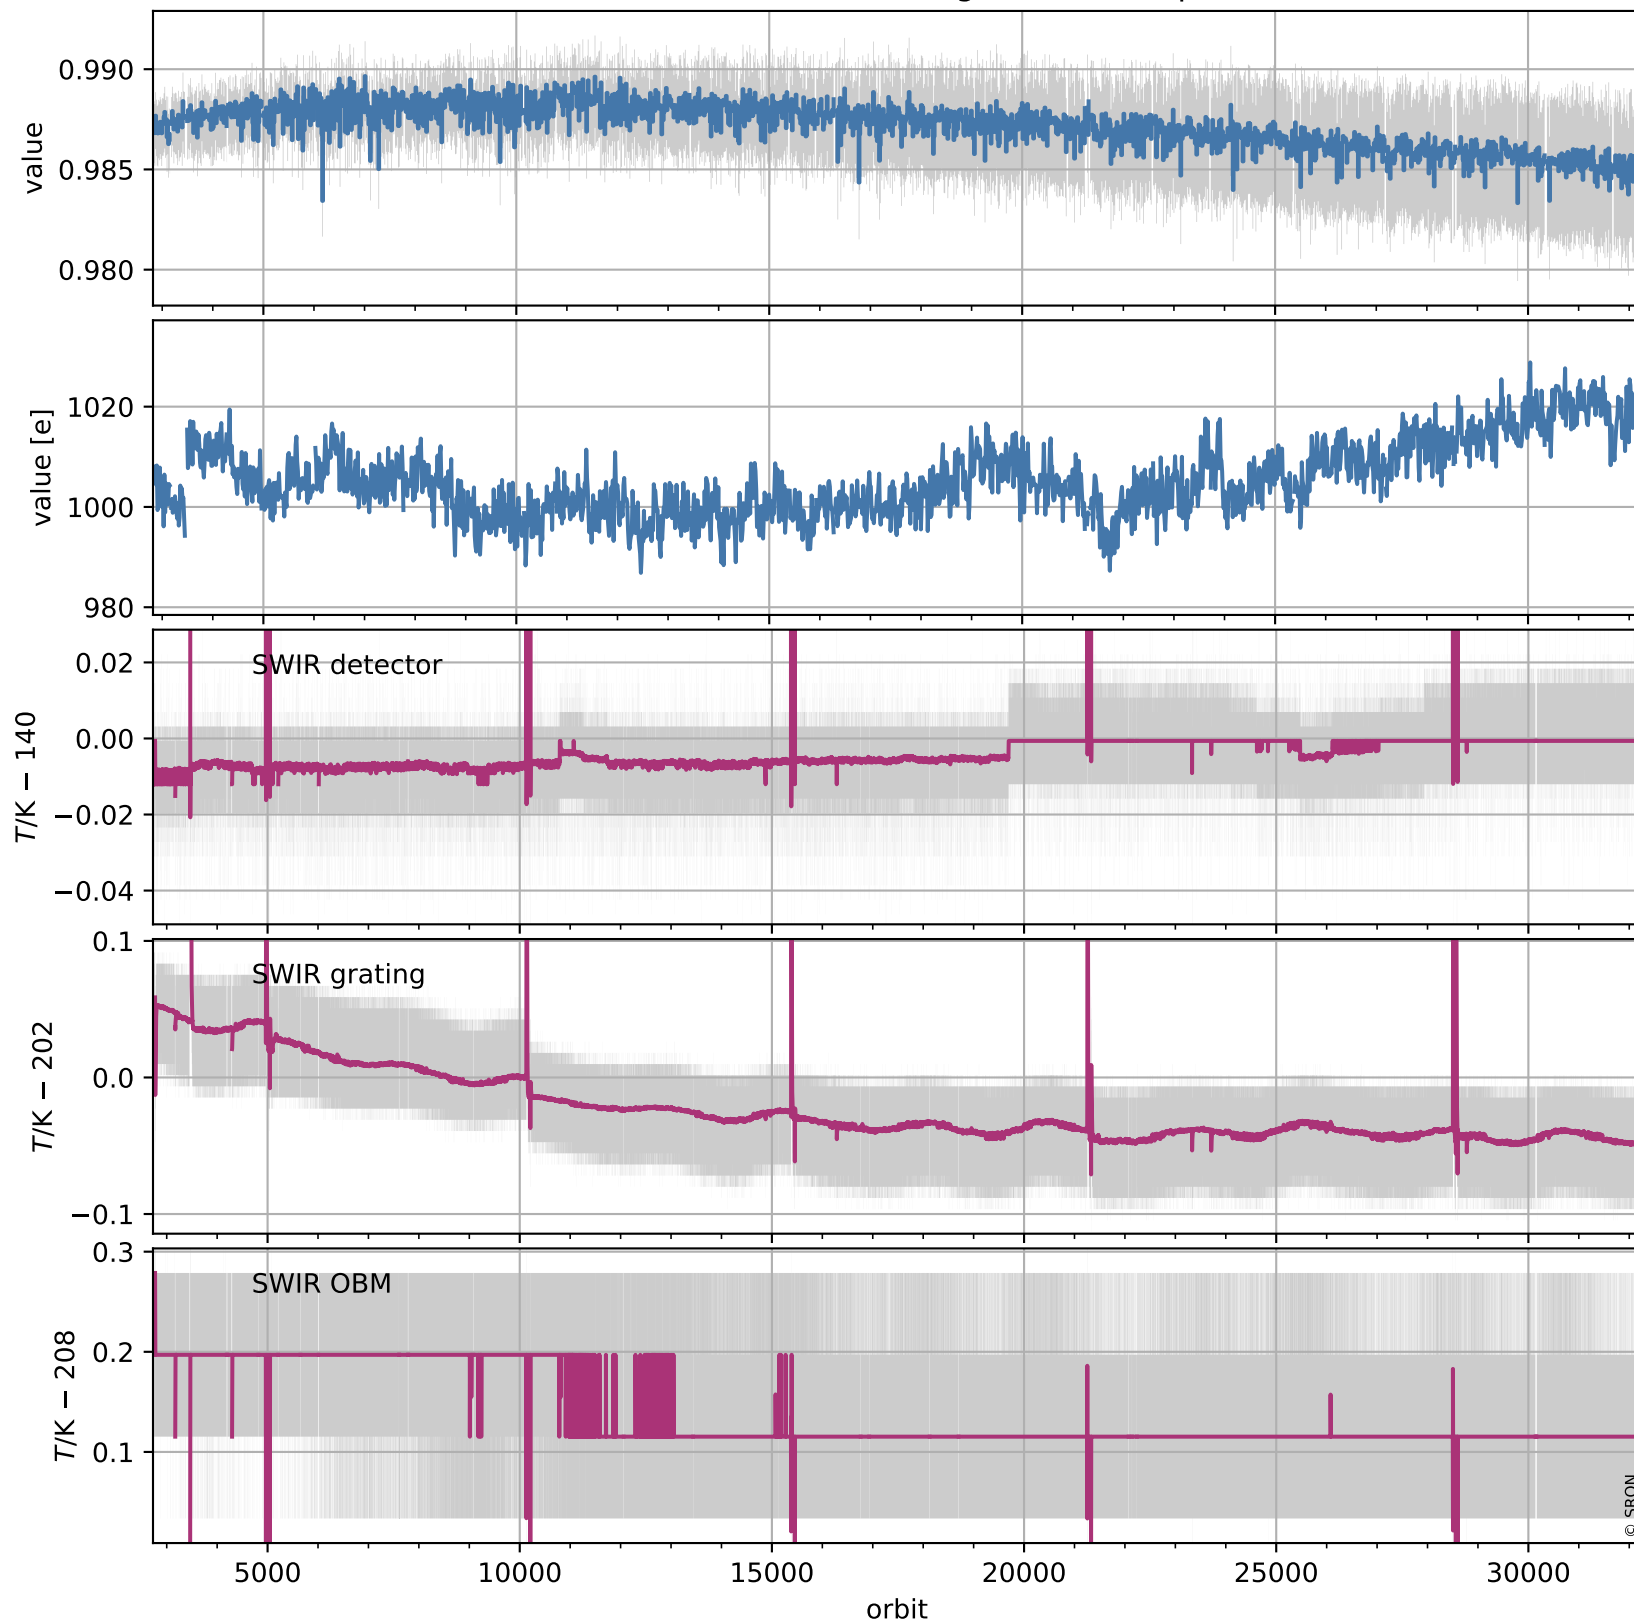 0.990
0.985
0.980
value
1020
1000
980
value [e]
0.02
0.00
−0.02
−0.04
T/K − 140
SWIR detector
0.1
0.0
−0.1
T/K − 202
SWIR grating
0.3
0.2
0.1
T/K − 208
SWIR OBM
© SRON
5000 10000 15000 20000 25000 30000
orbit